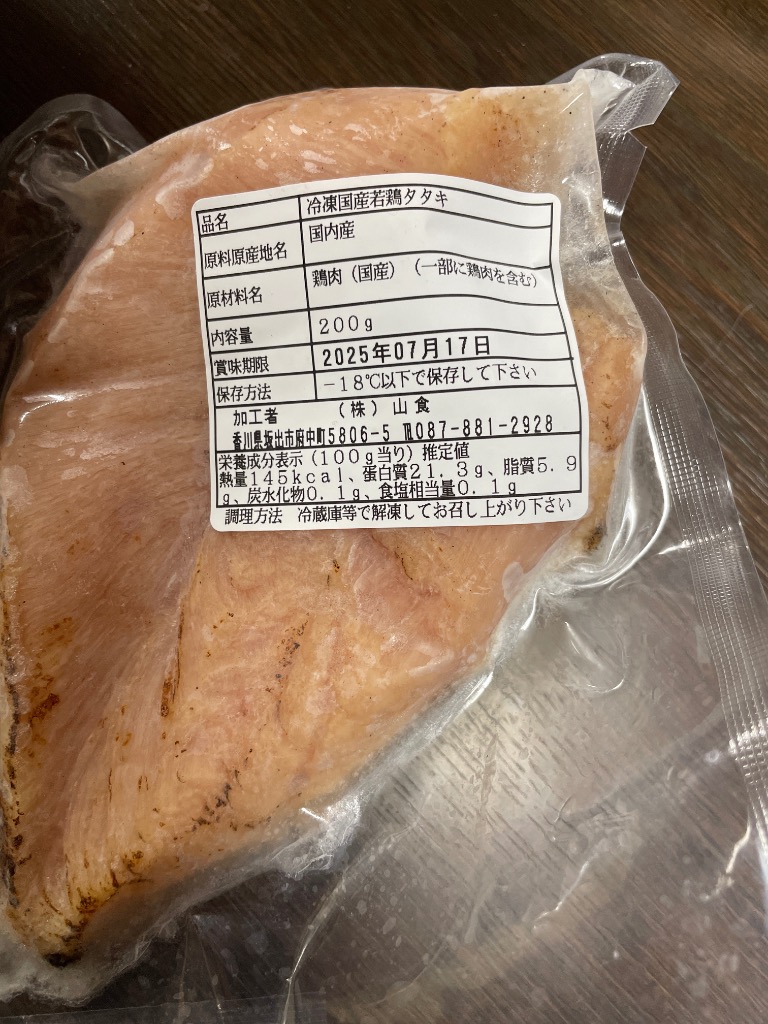 品名 冷凍国産若鶏タタキ
原料原産地名 国内産
原材料名 鶏肉（国産）（一部に鶏肉を含む）
内容量 200g
賞味期限 2025年07月17日
保存方法 －18℃以下で保存して下さい
加工者 （株）山食
香川県坂出市府中町5806-5 ℡087-881-2928
栄養成分表示（100g当り）推定値
熱量145kcal、蛋白質21.3g、脂質5.9
g、炭水化物0.1g、食塩相当量0.1g
調理方法 冷蔵庫等で解凍してお召し上がり下さい